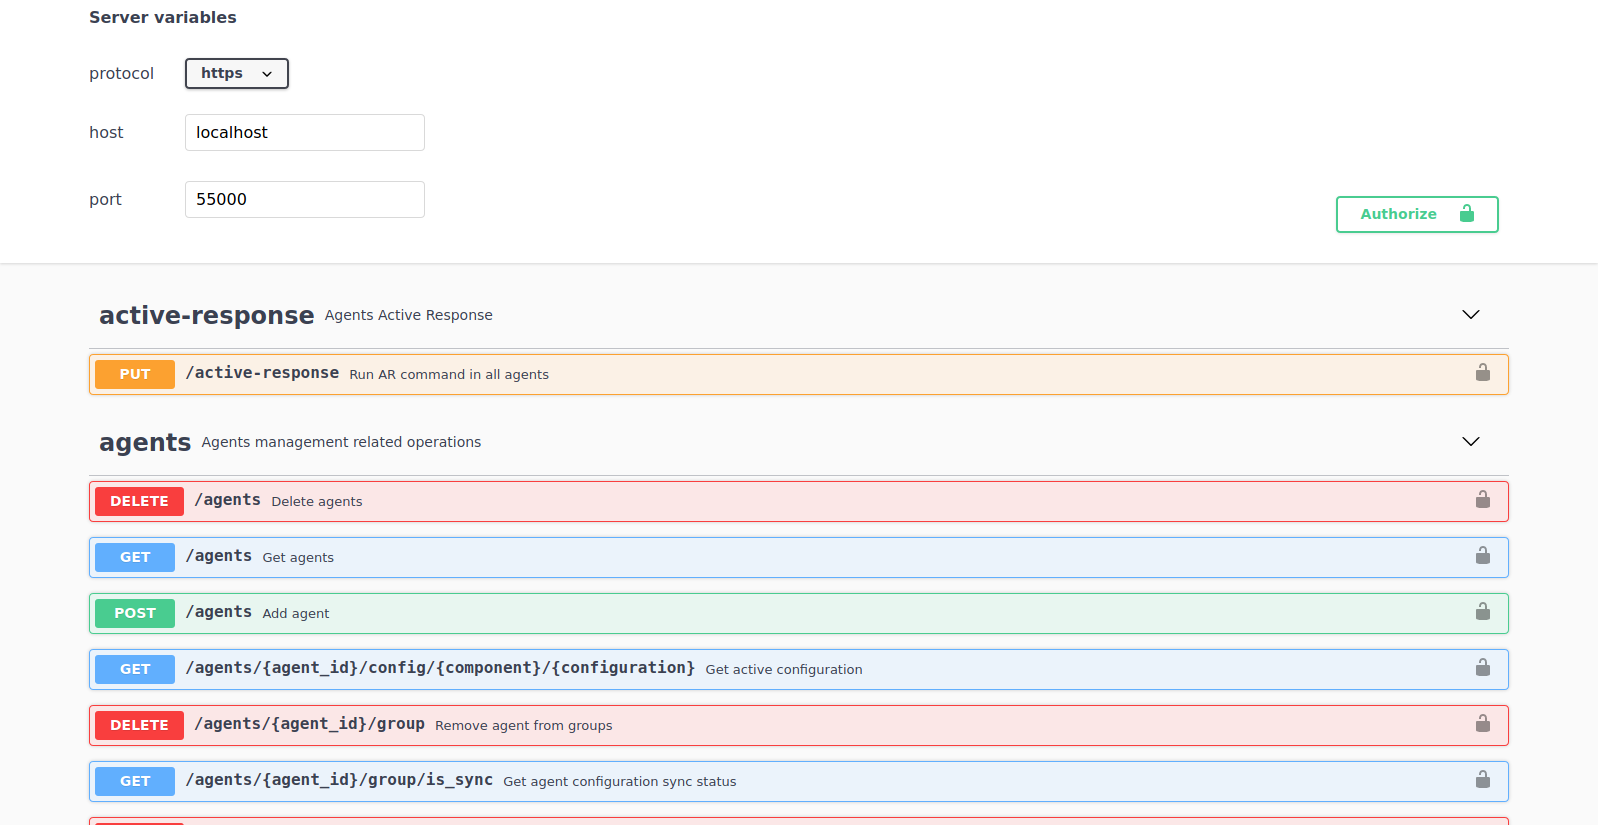 Server variables
protocol https
host localhost
port 55000
Authorize
active-response Agents Active Response
PUT /active-response Run AR command in all agents
agents Agents management related operations
DELETE /agents Delete agents
GET /agents Get agents
POST /agents Add agent
GET /agents/{agent_id}/config/{component}/{configuration} Get active configuration
DELETE /agents/{agent_id}/group Remove agent from groups
GET /agents/{agent_id}/group/is_sync Get agent configuration sync status